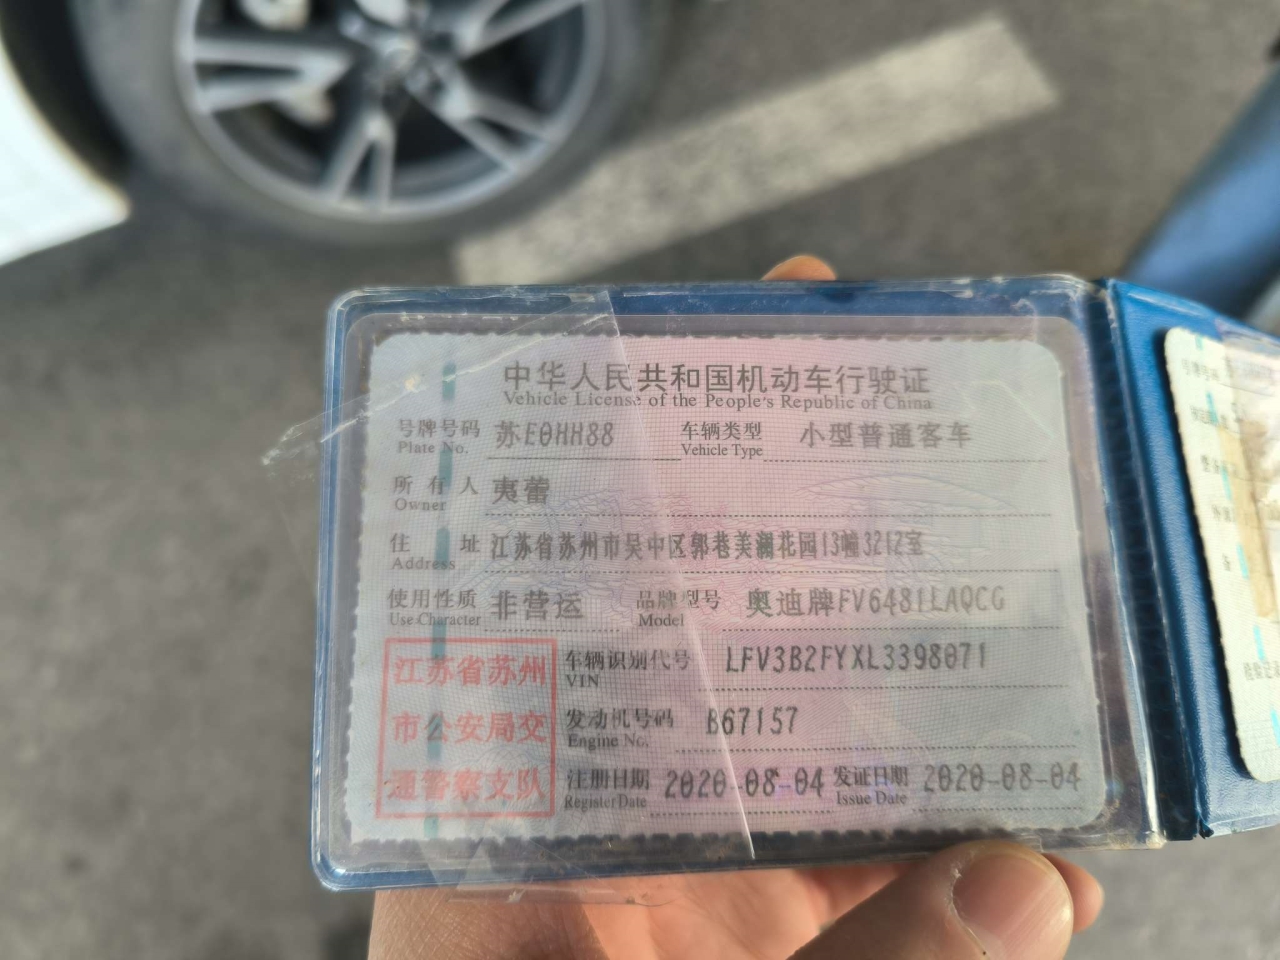 中华人民共和国机动车行驶证
Vehicle License of the People's Republic of China
号牌号码 苏E0HH88 车辆类型 小型普通客车
Plate No. Vehicle Type
所有人 夷蕾
Owner
住址 江苏省苏州市吴中区郭巷美澜花园13幢3212室
Address
使用性质 非营运 品牌型号 奥迪牌FV6481LAQCG
Use Character Model
江苏省苏州
市公安局交
通警察支队
车辆识别代号 LFV3B2FYXL3398071
VIN
发动机号码 B67157
Engine No.
注册日期 2020-08-04 发证日期 2020-08-04
Register Date Issue Date